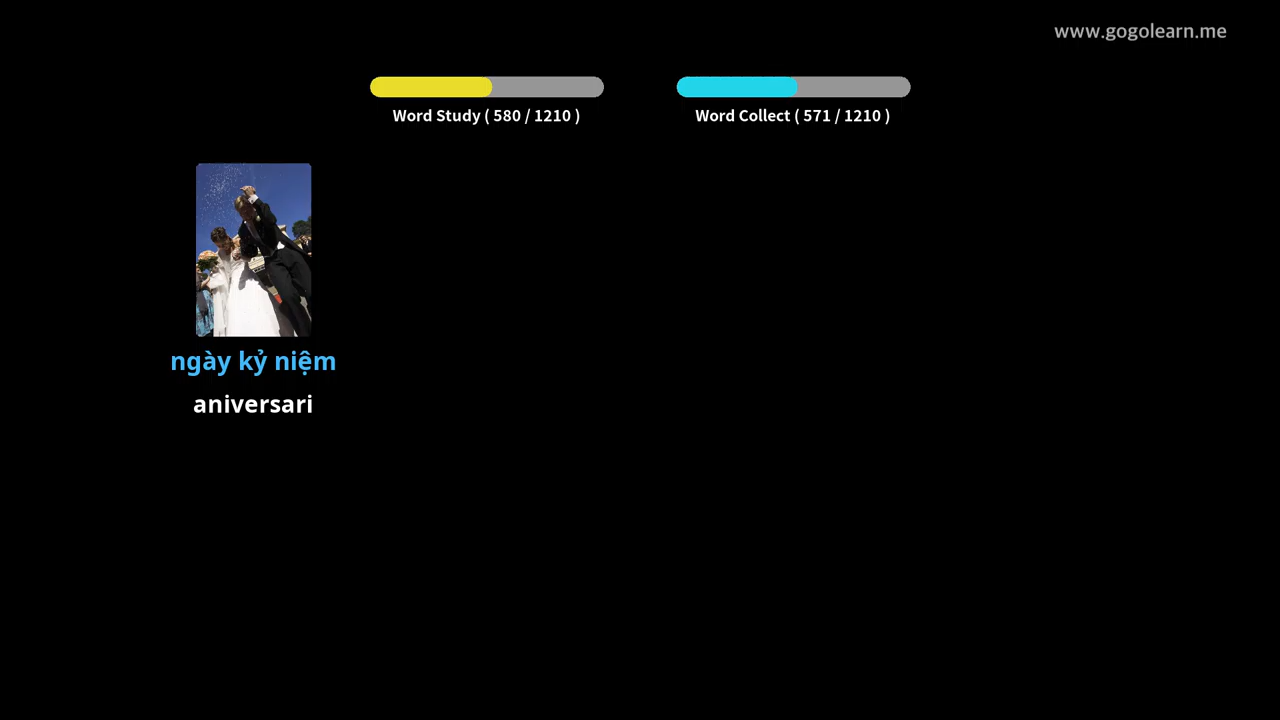 www.gogolearn.me
Word Study ( 580 / 1210 )
Word Collect ( 571 / 1210 )
ngày kỷ niệm
aniversari